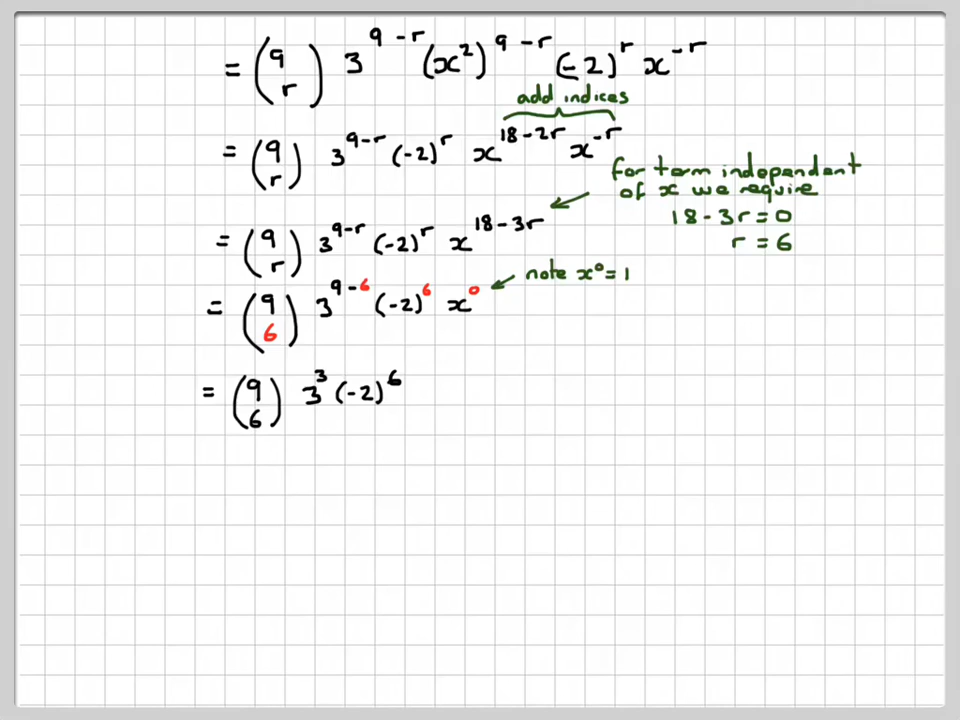 = (9 r) 3^{9-r} (x^2)^{9-r} (-2)^r x^{-r}
add indices
= (9 r) 3^{9-r} (-2)^r x^{18-2r} x^{-r}
for term independent
of x we require
18-3r = 0
r = 6
= (9 r) 3^{9-r} (-2)^r x^{18-3r}
note x^0 = 1
= (9 6) 3^{9-6} (-2)^6 x^0
= (9 6) 3^3 (-2)^6